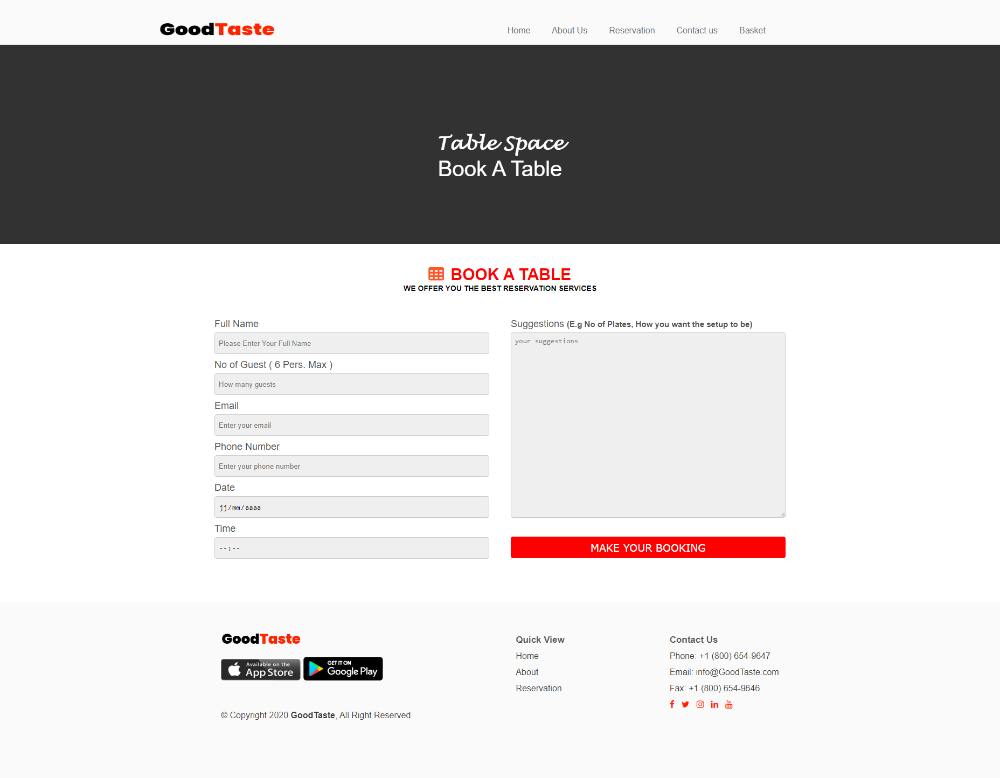 GoodTaste
Home
About Us
Reservation
Contact us
Basket
Table Space
Book A Table
BOOK A TABLE
WE OFFER YOU THE BEST RESERVATION SERVICES
Full Name
Please Enter Your Full Name
No of Guest ( 6 Pers. Max )
How many guests
Email
Enter your email
Phone Number
Enter your phone number
Date
jj/mm/aaaa
Time
--:--
Suggestions (E.g No of Plates, How you want the setup to be)
your suggestions
MAKE YOUR BOOKING
GoodTaste
Available on the
App Store
GET IT ON
Google Play
© Copyright 2020 GoodTaste, All Right Reserved
Quick View
Home
About
Reservation
Contact Us
Phone: +1 (800) 654-9647
Email: info@GoodTaste.com
Fax: +1 (800) 654-9646
You
Tube